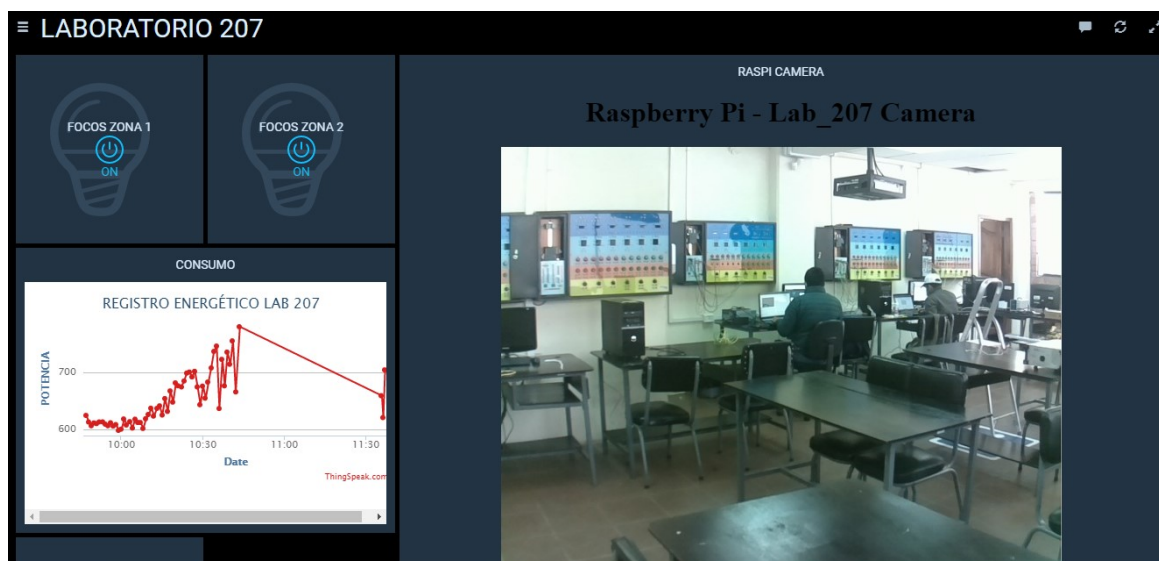 LABORATORIO 207
FOCOS ZONA 1
ON
FOCOS ZONA 2
ON
CONSUMO
REGISTRO ENERGÉTICO LAB 207
POTENCIA
700
600
10:00 10:30 11:00 11:30
Date
ThingSpeak.com
RASPI CAMERA
Raspberry Pi - Lab_207 Camera